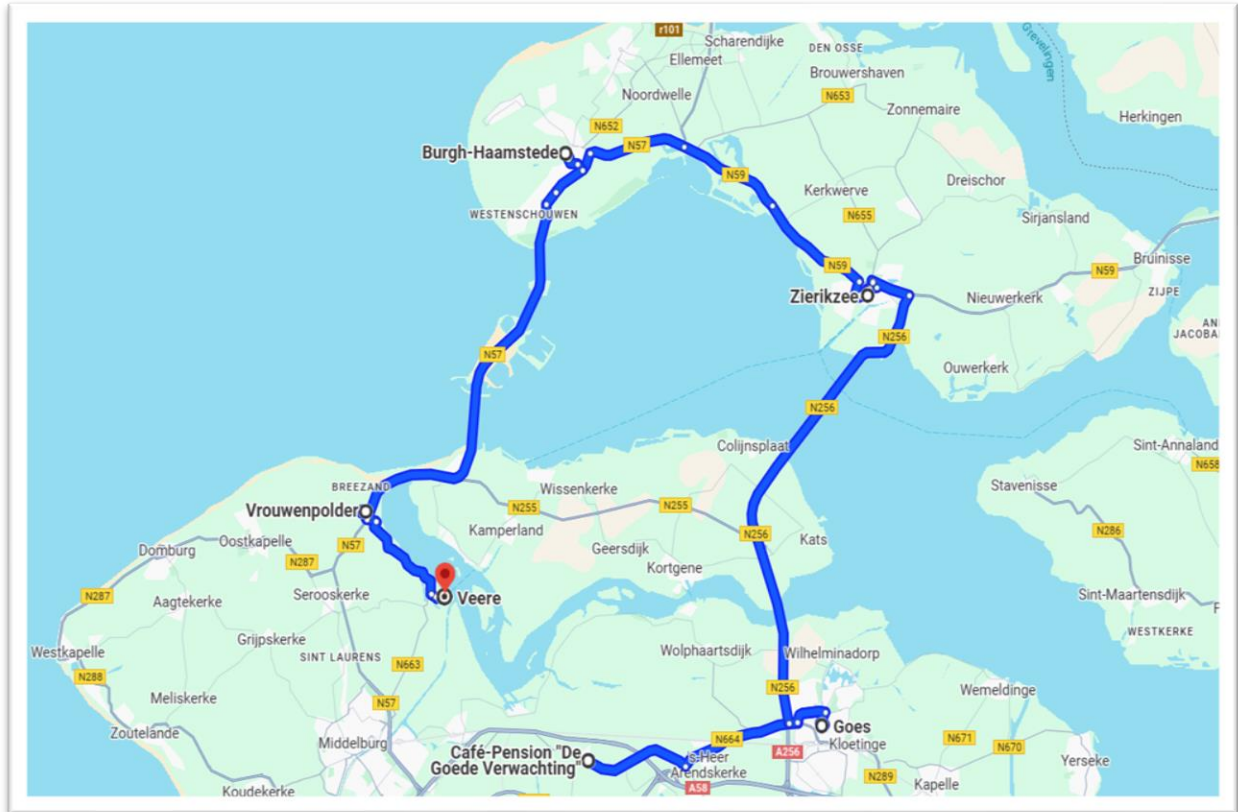 r101
Scharendijke
DEN OSSE
Grevelingen
Ellemeet
Brouwershaven
Noordwelle
N653
Zonnemaire
Herkingen
N652
N57
Burgh-Haamstede
N59
Dreischor
Kerkwerve
N655
WESTENSCHOUWEN
Sirjansland
Bruinisse
N59
N59
ZIJPE
Zierikzee
Nieuwerkerk
AN
JACOBA
N256
N57
Ouwerkerk
N256
Colijnsplaat
Sint-Annaland
N658
BREEZAND
Wissenkerke
Stavenisse
Vrouwenpolder
N255
N255
Kamperland
N256
N286
Oostkapelle
N57
Geersdijk
Kats
Domburg
N287
Kortgene
N287
Serooskerke
Veere
Sint-Maartensdijk
Aagtekerke
WESTKERKE
Grijpskerke
Westkapelle
SINT LAURENS
N663
Wolphaartsdijk
Wilhelminadorp
N288
N256
Wemeldinge
Meliskerke
N57
Zoutelande
Goes
Middelburg
N664
Kloetinge
N671
N670
Café-Pension "De
Goede Verwachting"
's-Heer
Arendskerke
A256
Yerseke
N289
Koudekerke
A58
Kapelle